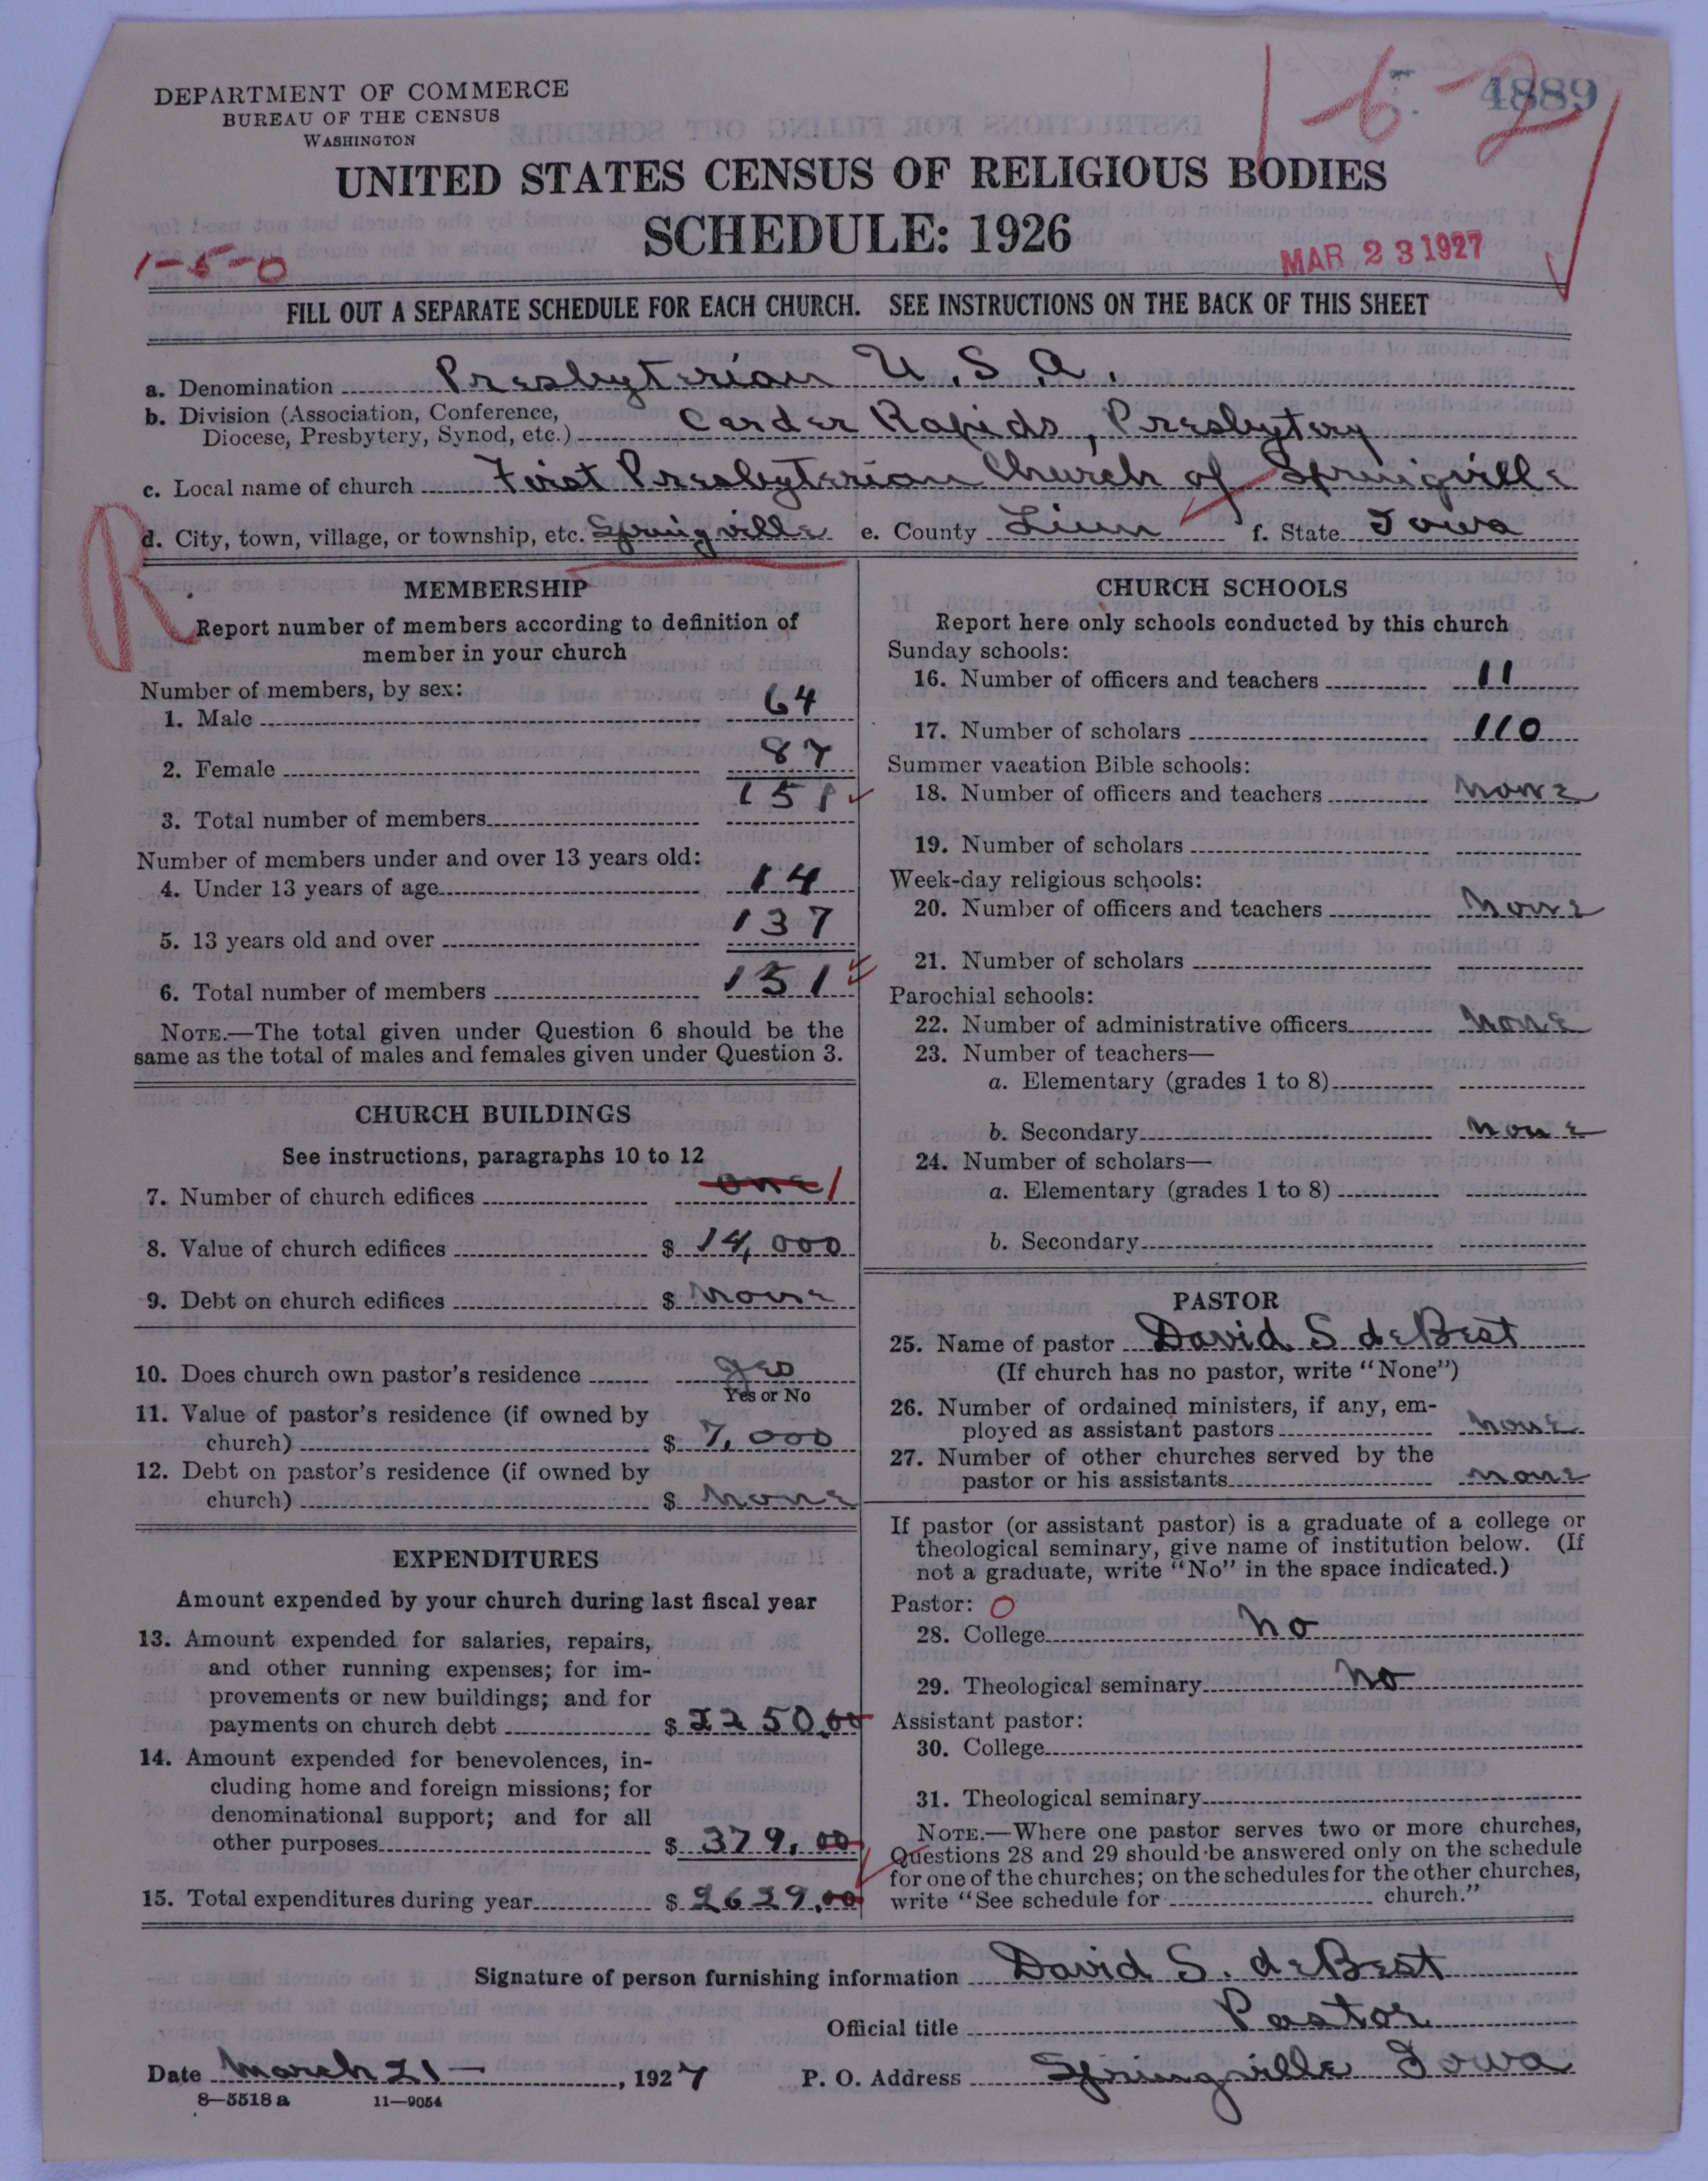 4889
1-6-2
DEPARTMENT OF COMMERCE
BUREAU OF THE CENSUS
WASHINGTON
UNITED STATES CENSUS OF RELIGIOUS BODIES
SCHEDULE: 1926
1-5-0
MAR 23 1927
FILL OUT A SEPARATE SCHEDULE FOR EACH CHURCH. SEE INSTRUCTIONS ON THE BACK OF THIS SHEET
a. Denomination Presbyterian U.S.A.
b. Division (Association, Conference,
Diocese, Presbytery, Synod, etc.) Carder Rapids, Presbytery
c. Local name of church First Presbyterian Church of Springville
d. City, town, village, or township, etc. Springville e. County Linn f. State Iowa
R
MEMBERSHIP
Report number of members according to definition of
member in your church
Number of members, by sex:
1. Male 64
2. Female 87
3. Total number of members 151
Number of members under and over 13 years old:
4. Under 13 years of age 14
5. 13 years old and over 137
6. Total number of members 151
NOTE.—The total given under Question 6 should be the
same as the total of males and females given under Question 3.
CHURCH BUILDINGS
See instructions, paragraphs 10 to 12
7. Number of church edifices one 1
8. Value of church edifices $ 14,000
9. Debt on church edifices $ None
10. Does church own pastor's residence yes
Yes or No
11. Value of pastor's residence (if owned by
church) $ 7,000
12. Debt on pastor's residence (if owned by
church) $ None
EXPENDITURES
Amount expended by your church during last fiscal year
13. Amount expended for salaries, repairs,
and other running expenses; for im-
provements or new buildings; and for
payments on church debt $ 2250.00
14. Amount expended for benevolences, in-
cluding home and foreign missions; for
denominational support; and for all
other purposes $ 379.00
15. Total expenditures during year $ 2629.00
CHURCH SCHOOLS
Report here only schools conducted by this church
Sunday schools:
16. Number of officers and teachers 11
17. Number of scholars 110
Summer vacation Bible schools:
18. Number of officers and teachers None
19. Number of scholars
Week-day religious schools:
20. Number of officers and teachers None
21. Number of scholars
Parochial schools:
22. Number of administrative officers None
23. Number of teachers—
a. Elementary (grades 1 to 8)
b. Secondary None
24. Number of scholars—
a. Elementary (grades 1 to 8)
b. Secondary
PASTOR
25. Name of pastor David S deBest
(If church has no pastor, write "None")
26. Number of ordained ministers, if any, em-
ployed as assistant pastors None
27. Number of other churches served by the
pastor or his assistants none
If pastor (or assistant pastor) is a graduate of a college or
theological seminary, give name of institution below. (If
not a graduate, write "No" in the space indicated.)
Pastor: O
28. College No
29. Theological seminary No
Assistant pastor:
30. College
31. Theological seminary
NOTE.—Where one pastor serves two or more churches,
Questions 28 and 29 should be answered only on the schedule
for one of the churches; on the schedules for the other churches,
write "See schedule for church."
Signature of person furnishing information David S. deBest
Official title Pastor
Date March 21 — , 1927 P. O. Address Springville Iowa
8—5518 a 11—9054